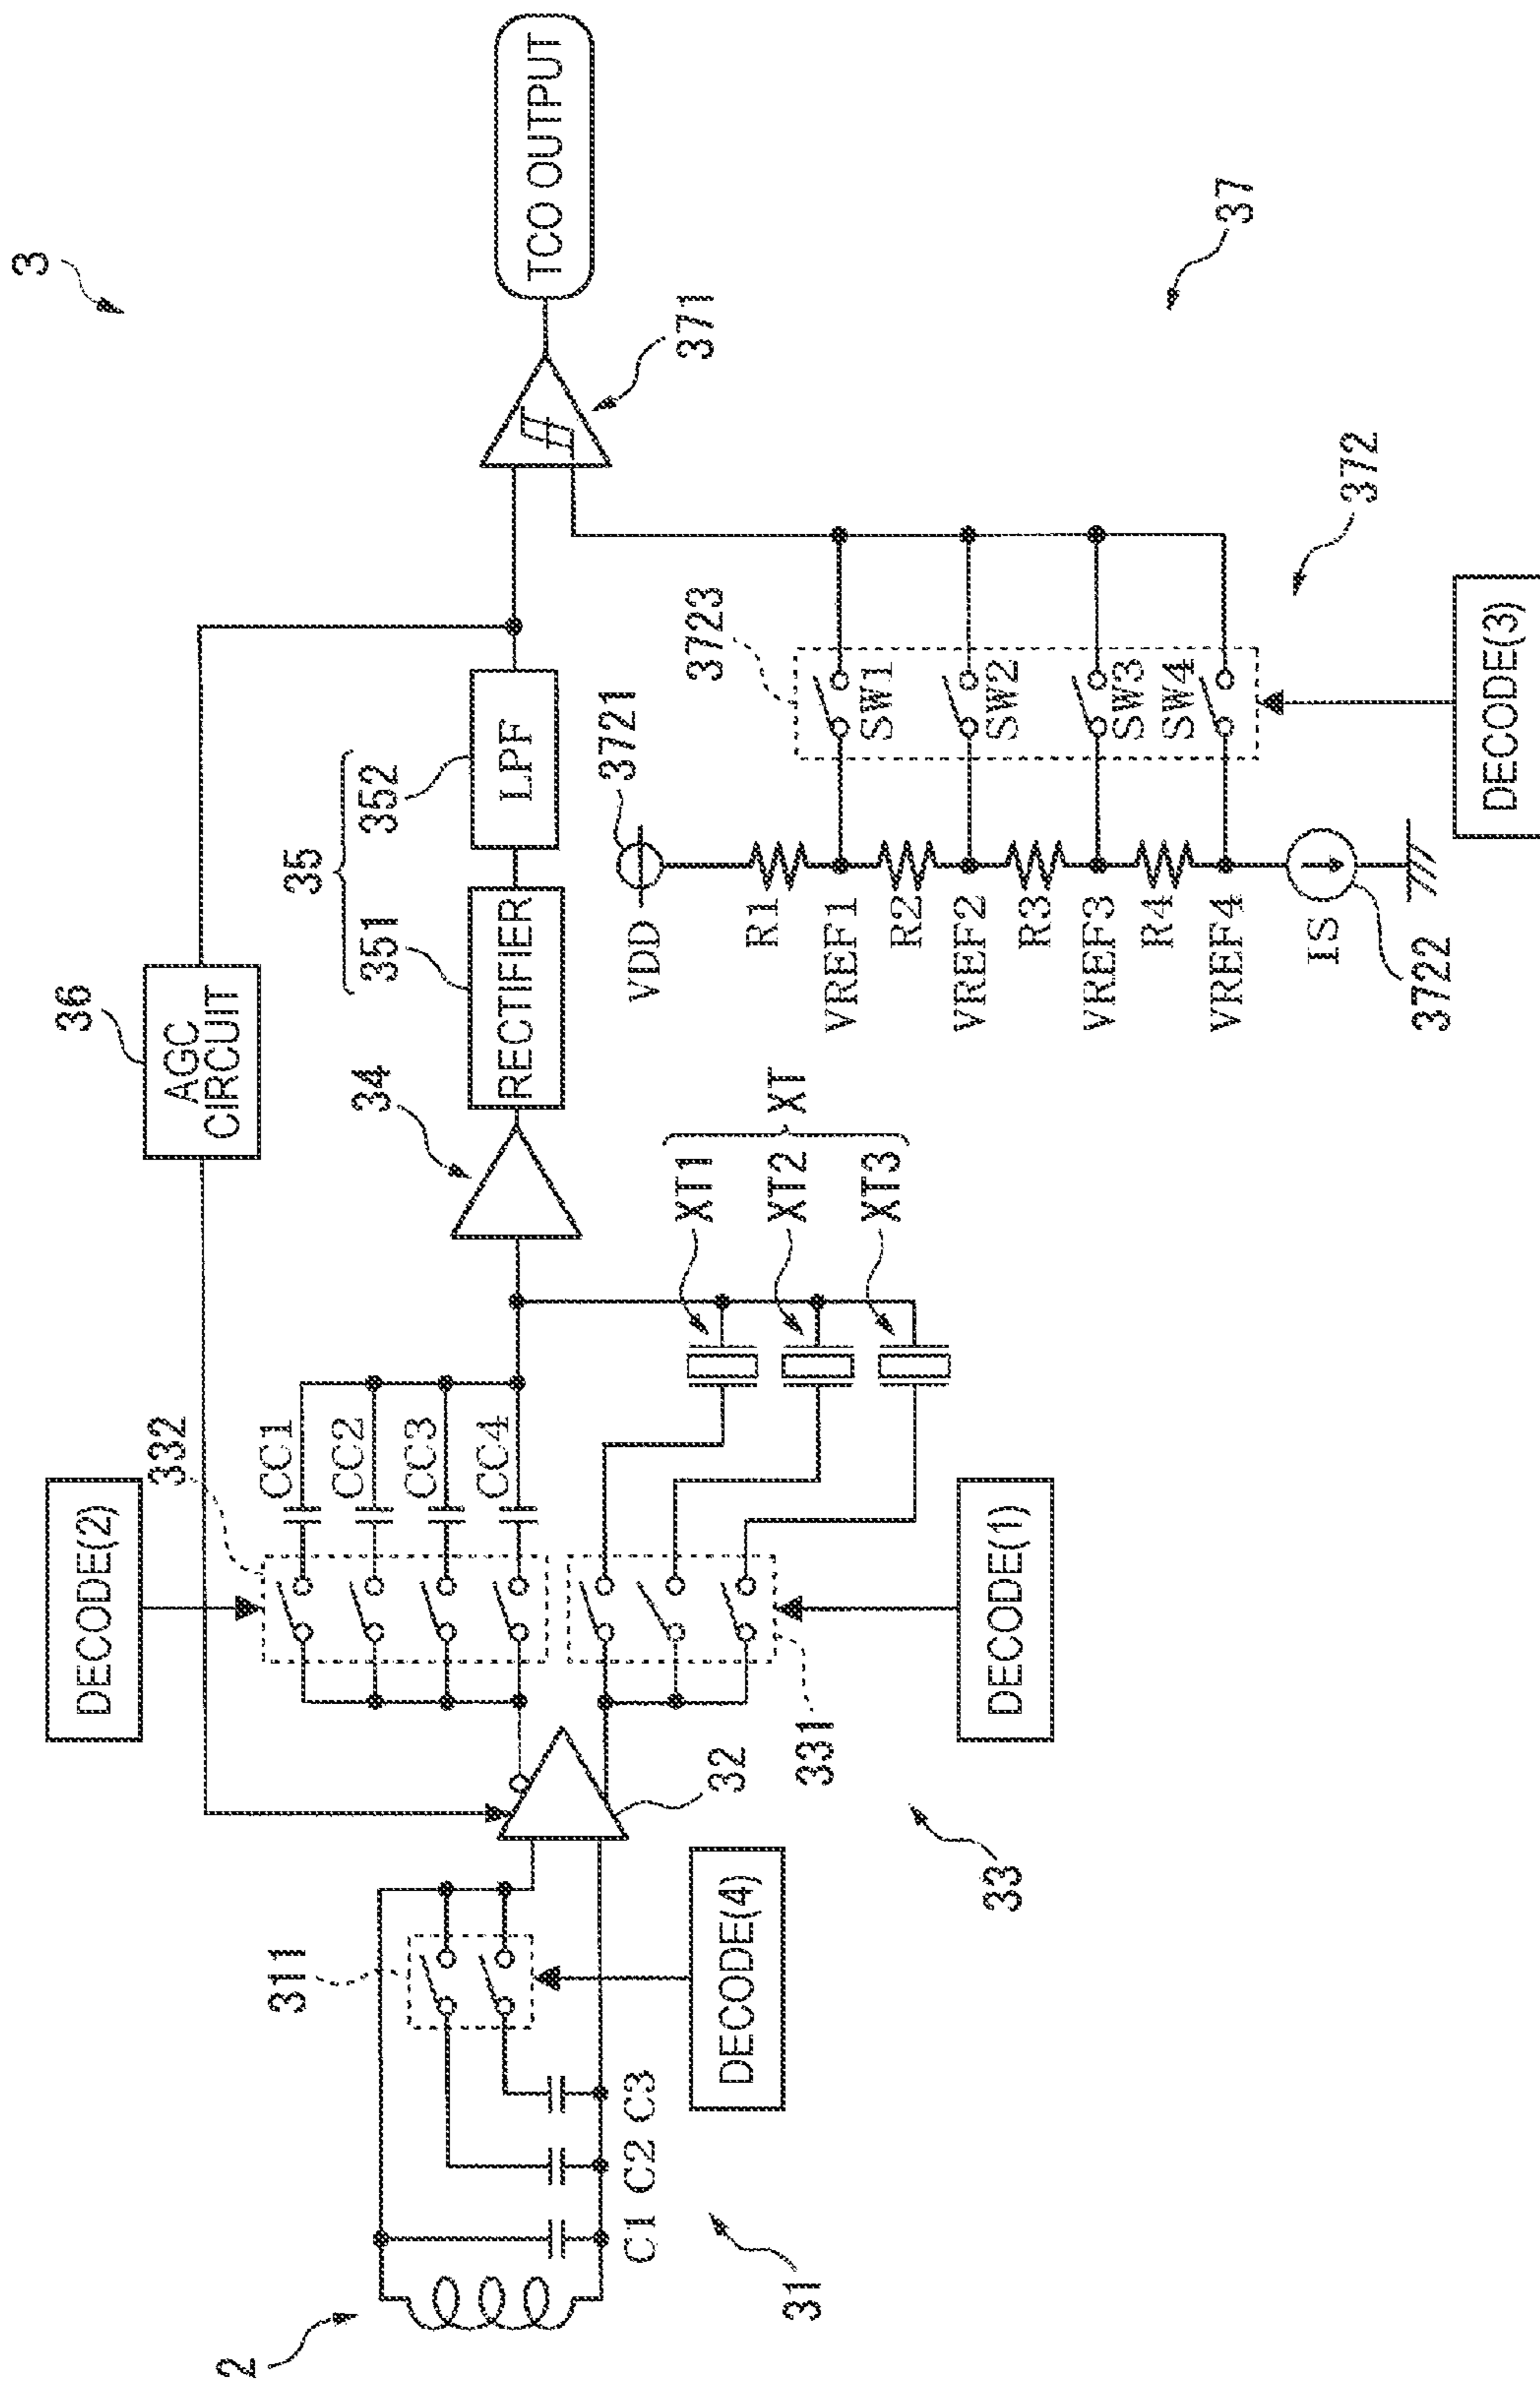 3
2
31
C1
C2
C3
311
DECODE(4)
32
33
DECODE(2)
332
CC1
CC2
CC3
CC4
331
DECODE(1)
XT1
XT2
XT3
XT
34
36
AGC
CIRCUIT
35
351
352
RECTIFIER
LPF
371
TCO OUTPUT
37
372
3721
VDD
R1
VREF1
R2
VREF2
R3
VREF3
R4
VREF4
IS
3722
3723
SW1
SW2
SW3
SW4
DECODE(3)